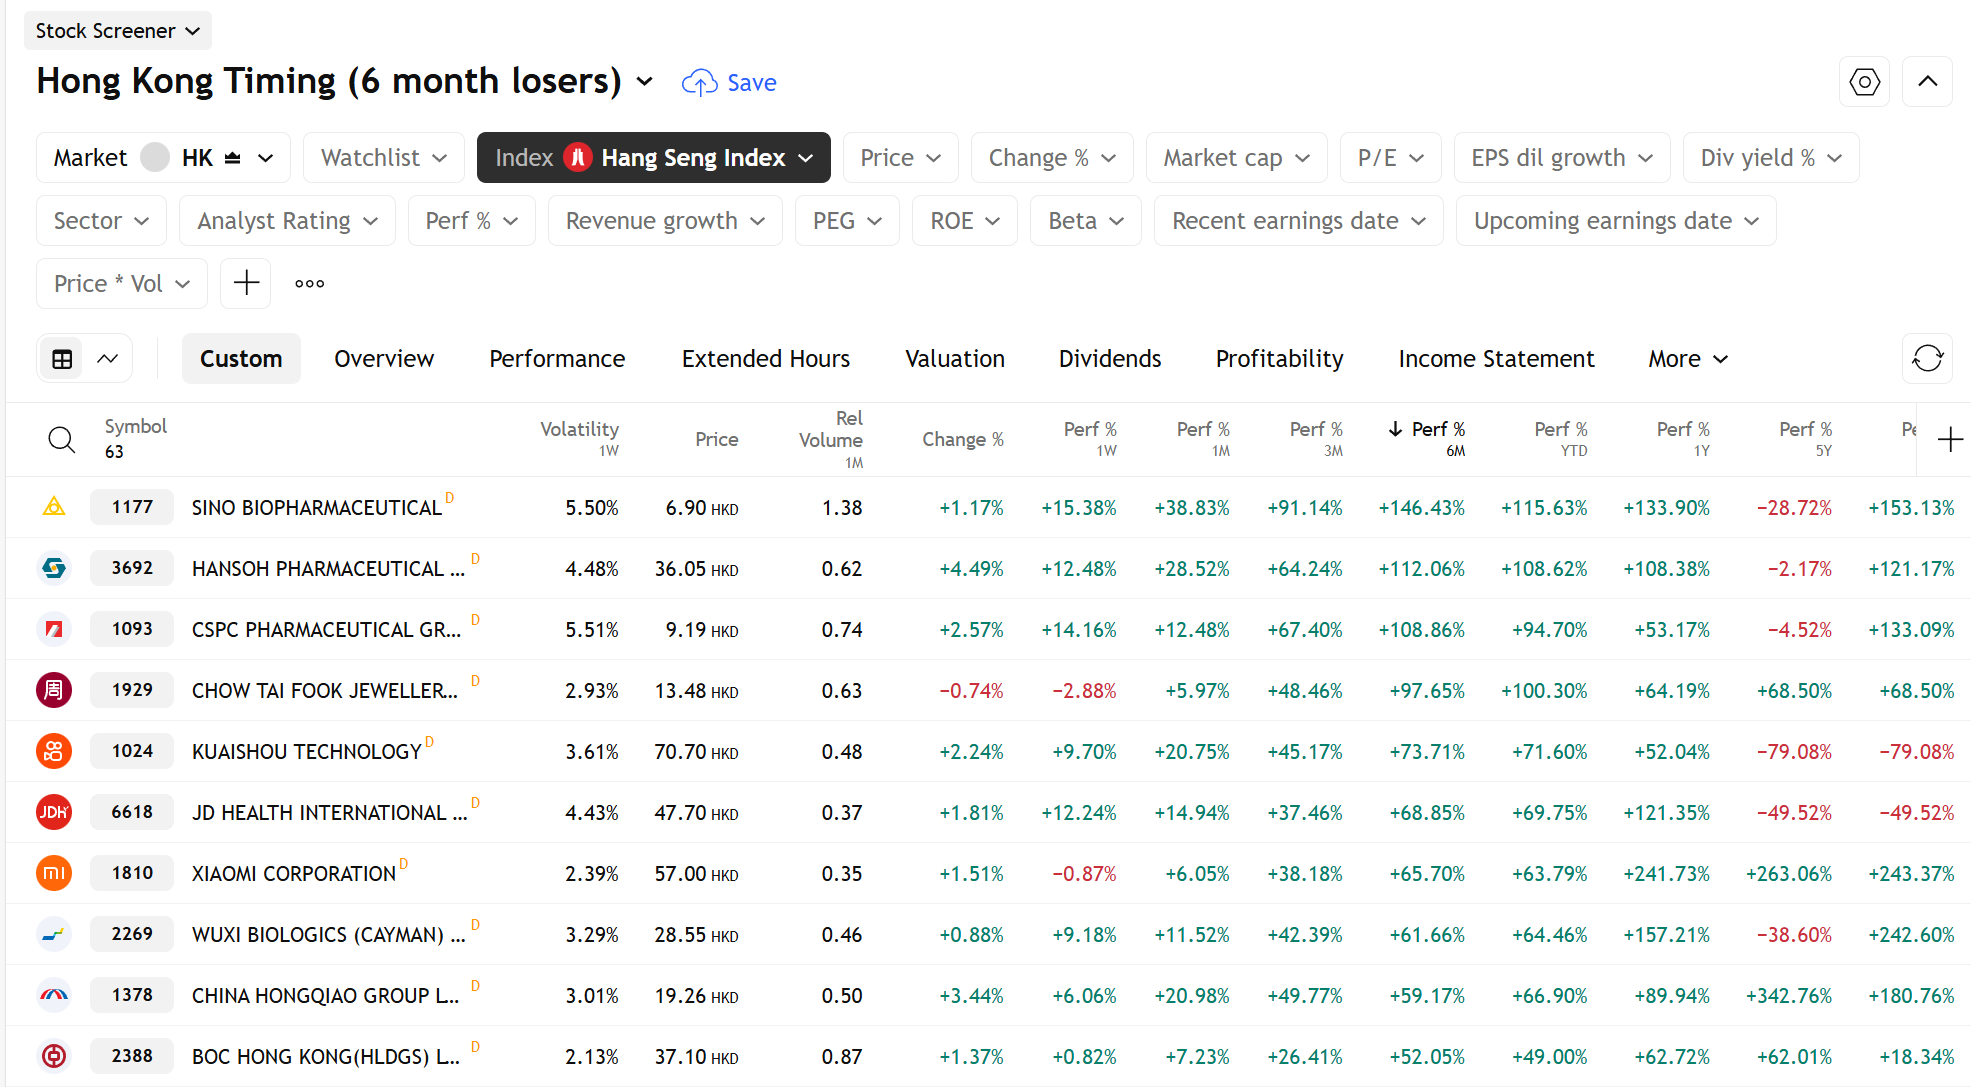 Stock Screener
Hong Kong Timing (6 month losers) Save
Market HK Watchlist Index Hang Seng Index Price Change % Market cap P/E EPS dil growth Div yield %
Sector Analyst Rating Perf % Revenue growth PEG ROE Beta Recent earnings date Upcoming earnings date
Price * Vol
Custom Overview Performance Extended Hours Valuation Dividends Profitability Income Statement More
Symbol 63 Volatility 1W Price Rel Volume 1M Change % Perf % 1W Perf % 1M Perf % 3M Perf % 6M Perf % YTD Perf % 1Y Perf % 5Y
1177 SINO BIOPHARMACEUTICAL D 5.50% 6.90 HKD 1.38 +1.17% +15.38% +38.83% +91.14% +146.43% +115.63% +133.90% −28.72% +153.13%
3692 HANSOH PHARMACEUTICAL ... D 4.48% 36.05 HKD 0.62 +4.49% +12.48% +28.52% +64.24% +112.06% +108.62% +108.38% −2.17% +121.17%
1093 CSPC PHARMACEUTICAL GR... D 5.51% 9.19 HKD 0.74 +2.57% +14.16% +12.48% +67.40% +108.86% +94.70% +53.17% −4.52% +133.09%
周 1929 CHOW TAI FOOK JEWELLER... D 2.93% 13.48 HKD 0.63 −0.74% −2.88% +5.97% +48.46% +97.65% +100.30% +64.19% +68.50% +68.50%
1024 KUAISHOU TECHNOLOGY D 3.61% 70.70 HKD 0.48 +2.24% +9.70% +20.75% +45.17% +73.71% +71.60% +52.04% −79.08% −79.08%
JDH 6618 JD HEALTH INTERNATIONAL ... D 4.43% 47.70 HKD 0.37 +1.81% +12.24% +14.94% +37.46% +68.85% +69.75% +121.35% −49.52% −49.52%
mi 1810 XIAOMI CORPORATION D 2.39% 57.00 HKD 0.35 +1.51% −0.87% +6.05% +38.18% +65.70% +63.79% +241.73% +263.06% +243.37%
2269 WUXI BIOLOGICS (CAYMAN) ... D 3.29% 28.55 HKD 0.46 +0.88% +9.18% +11.52% +42.39% +61.66% +64.46% +157.21% −38.60% +242.60%
1378 CHINA HONGQIAO GROUP L... D 3.01% 19.26 HKD 0.50 +3.44% +6.06% +20.98% +49.77% +59.17% +66.90% +89.94% +342.76% +180.76%
2388 BOC HONG KONG(HLDGS) L... D 2.13% 37.10 HKD 0.87 +1.37% +0.82% +7.23% +26.41% +52.05% +49.00% +62.72% +62.01% +18.34%